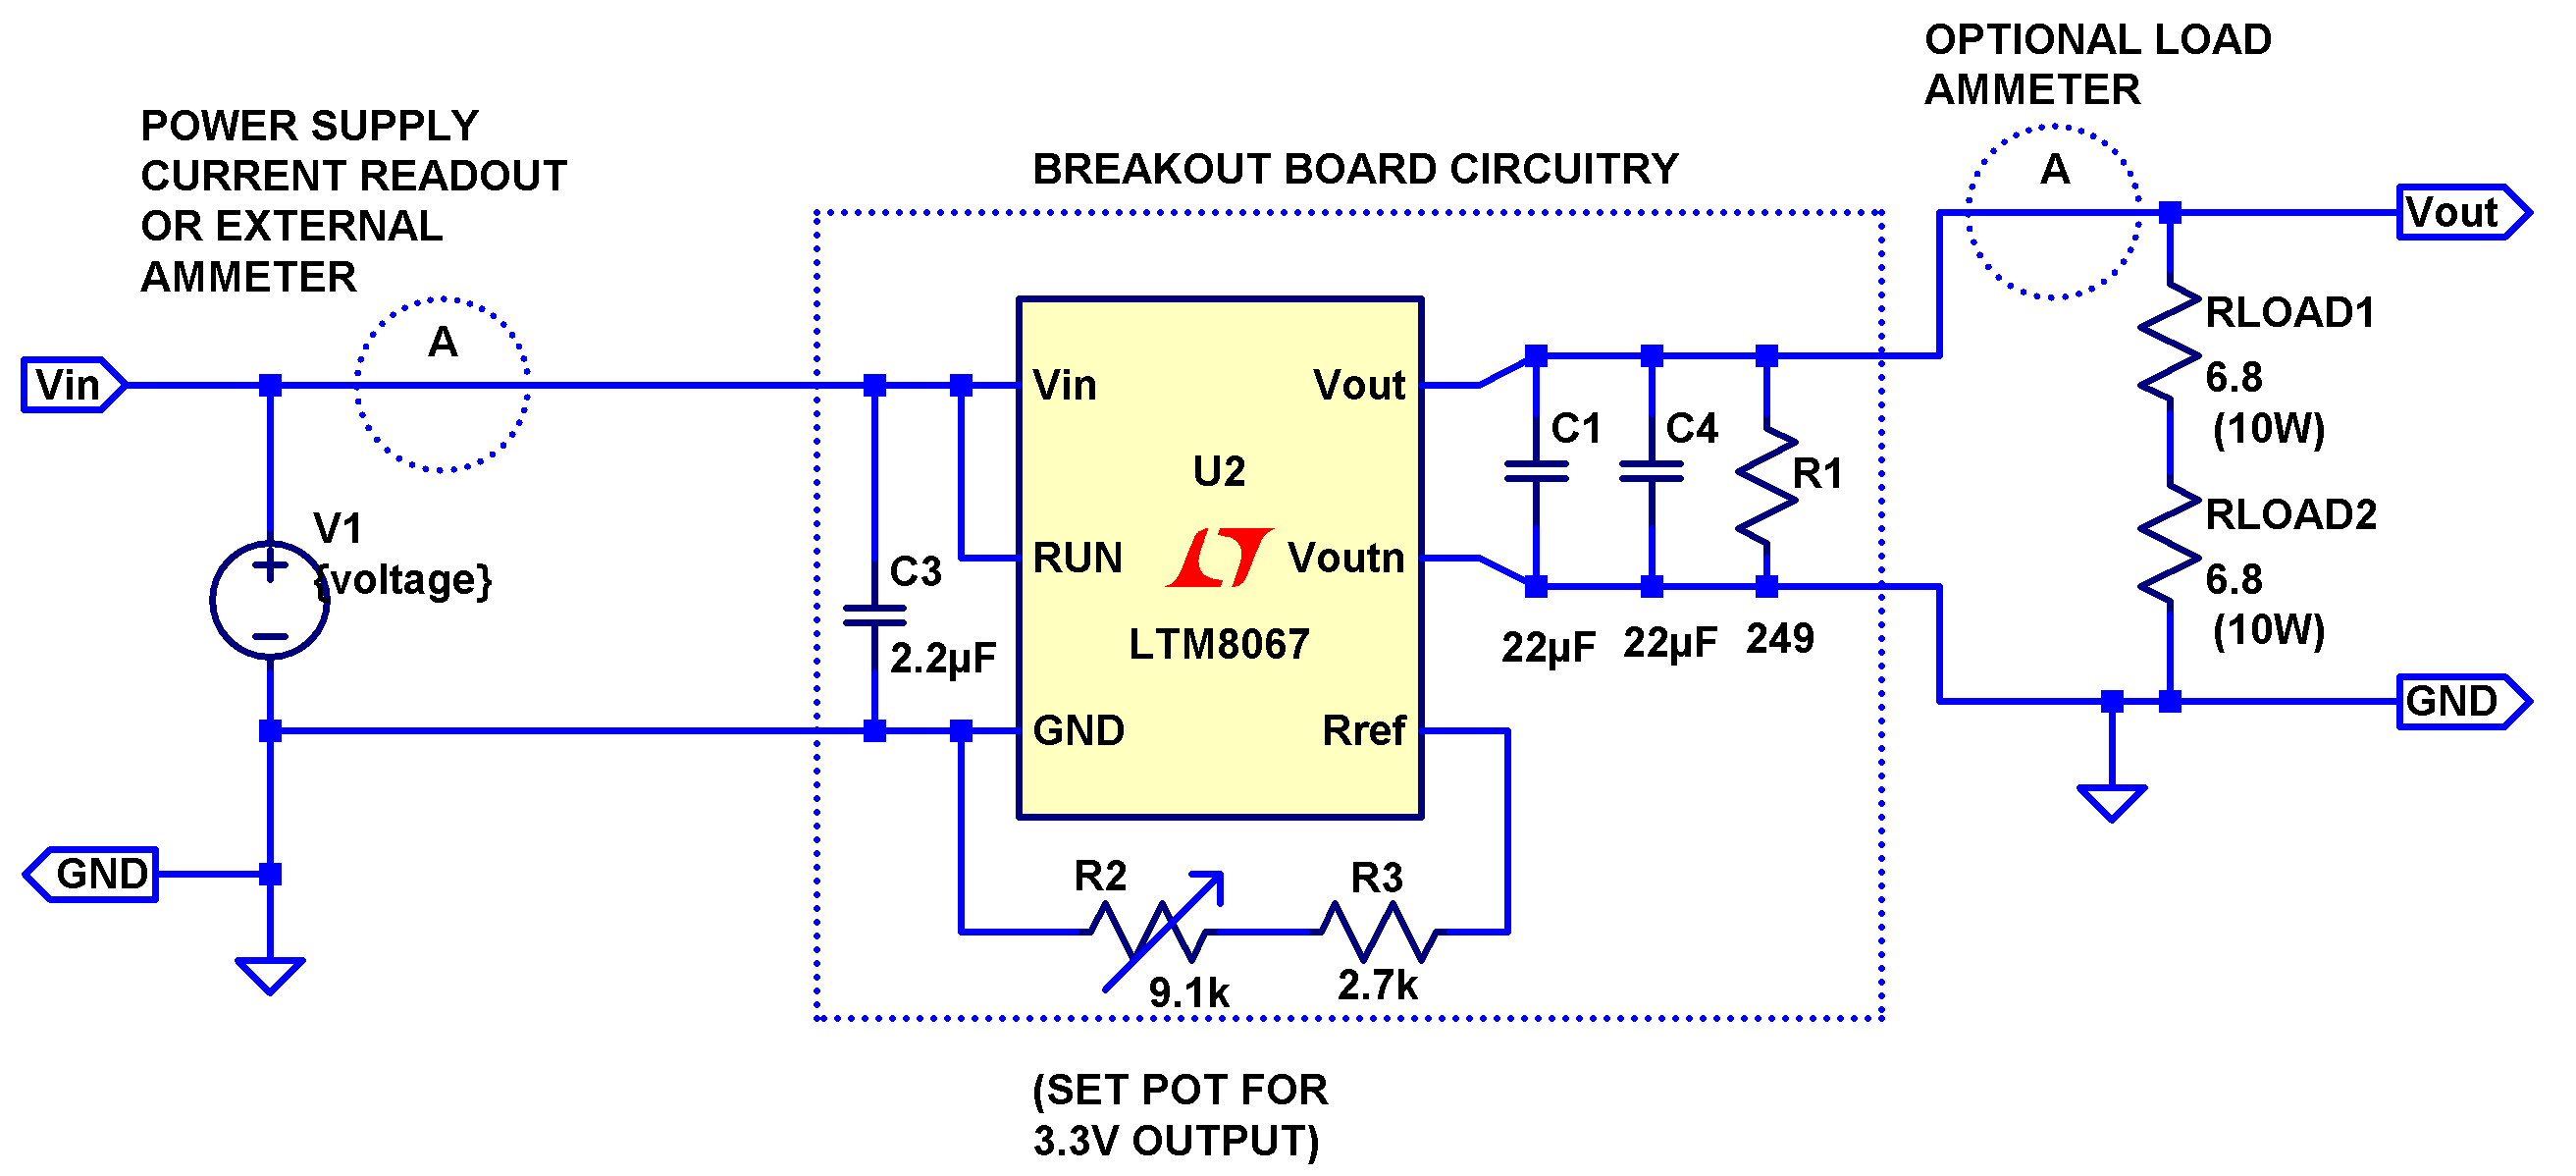 OPTIONAL LOAD
AMMETER
A
POWER SUPPLY
CURRENT READOUT
OR EXTERNAL
AMMETER
A
BREAKOUT BOARD CIRCUITRY
Vin
V1
{voltage}
GND
C3
2.2µF
Vin
RUN
GND
U2
LTM8067
Vout
Voutn
Rref
C1
22µF
C4
22µF
R1
249
R2
9.1k
R3
2.7k
Vout
RLOAD1
6.8
(10W)
RLOAD2
6.8
(10W)
GND
(SET POT FOR
3.3V OUTPUT)